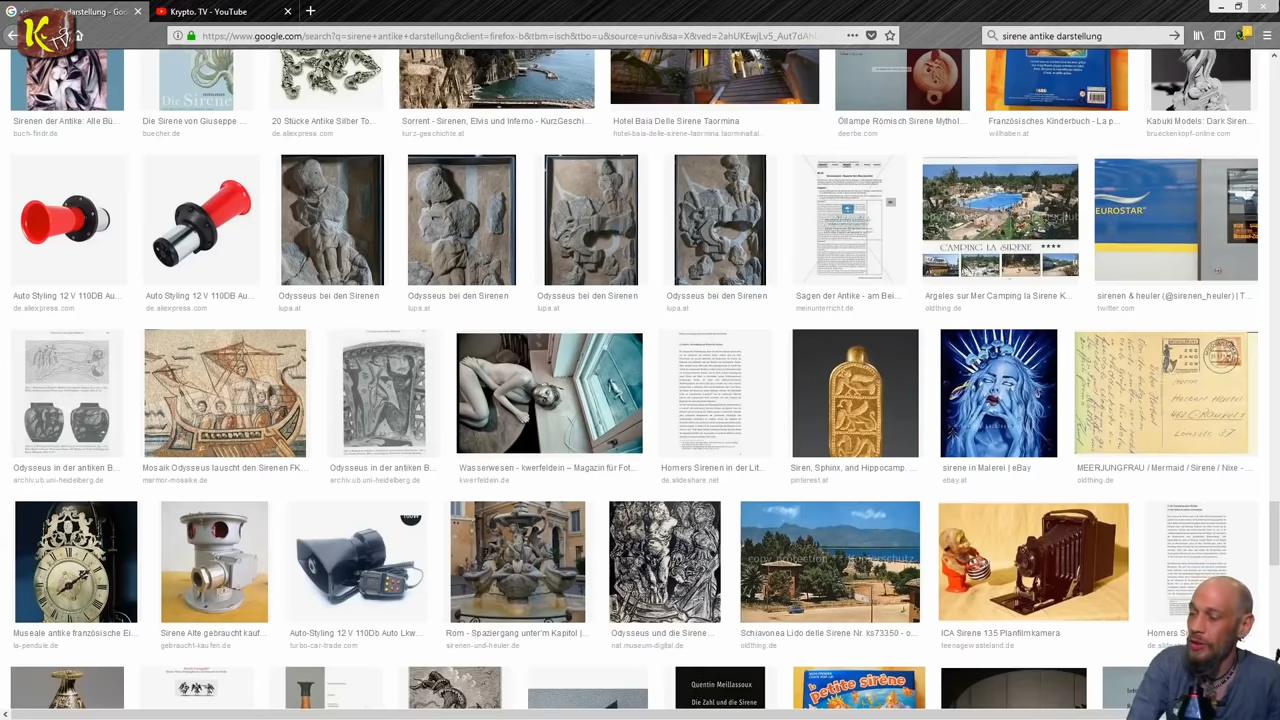 Krypto. TV - YouTube
https://www.google.com/search?q=sirene+antike+darstellung&client=firefox-b&tbm=isch&tbo=u&source=univ&sa=X&ved=2ahUKEwjLv5_Aut7dAh
sirene antike darstellung
Die Sirene
Sirenen der Antike: Alle Bü...
Die Sirene von Giuseppe ...
20 Stücke Antike Silber To...
Sorrent - Sirenen, Elvis und Inferno - KurzGeschi...
Hotel Baia Delle Sirene Taormina
Öllampe Römisch Sirene Mythol...
Französisches Kinderbuch - La p...
Kabuki Models: Dark Siren...
buch-findr.de
buecher.de
de.aliexpress.com
kurz-geschichte.at
hotel-baia-delle-sirene-taormina.taorminaital...
deerbe.com
willhaben.at
brueckenkopf-online.com
EUROSTAR
CAMPING LA SIRENE ****
Auto Styling 12 V 110DB Au...
Auto Styling 12 V 110DB Au...
Odysseus bei den Sirenen
Odysseus bei den Sirenen
Odysseus bei den Sirenen
Odysseus bei den Sirenen
Sagen der Antike - am Bei...
Argeles sur Mer Camping la Sirene K...
sirenen & heuler (@sirenen_heuler) | T...
de.aliexpress.com
de.aliexpress.com
lupa.at
lupa.at
lupa.at
lupa.at
meinunterricht.de
oldthing.de
twitter.com
Odysseus in der antiken B...
Mosaik Odysseus lauscht den Sirenen FK...
Odysseus in der antiken B...
Wasserwesen - kwerfeldein – Magazin für Fot...
Homers Sirenen in der Lit...
Siren, Sphinx, and Hippocamp. ...
sirene in Malerei | eBay
MEERJUNGFRAU / Mermaid / Sirene / Nixe - ...
archiv.ub.uni-heidelberg.de
marmor-mosaike.de
archiv.ub.uni-heidelberg.de
kwerfeldein.de
de.slideshare.net
pinterest.at
ebay.at
oldthing.de
Museale antike französische Ei...
Sirene Alte gebraucht kauf...
Auto-Styling 12 V 110Db Auto Lkw...
Rom - Spaziergang unter'm Kapitol |...
Odysseus und die Sirene...
Schiavonea Lido delle Sirene Nr. ks73350 - o...
ICA Sirene 135 Planfilmkamera
Homers Si
la-pendule.de
gebraucht-kaufen.de
turbo-car-trade.com
sirenen-und-heuler.de
nat.museum-digital.de
oldthing.de
teenagewasteland.de
Quentin Meillassoux
Die Zahl und die Sirene
petite sirène